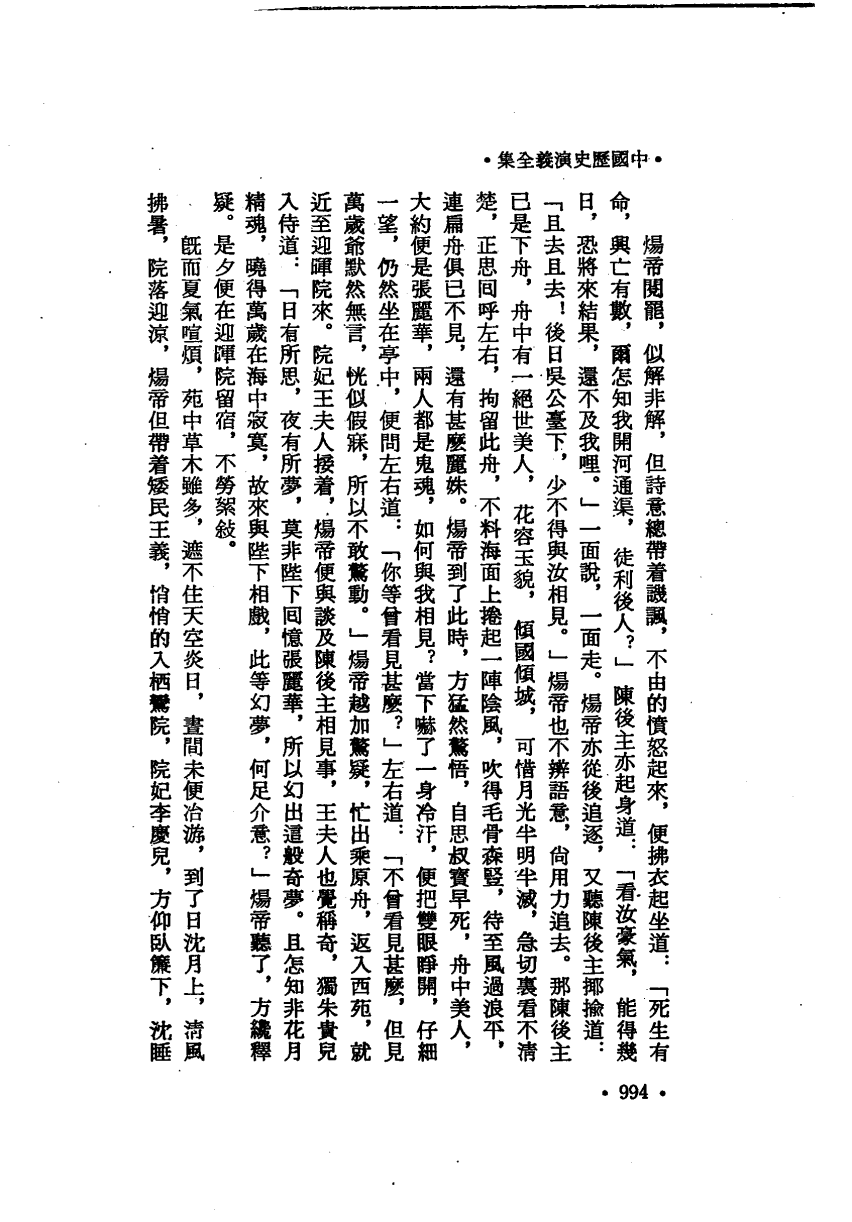 •中國歷史演義全集•
煬帝閱罷，似解非解，但詩意總帶着譏諷，不由的憤怒起來，便拂衣起坐道：「死生有
命，興亡有數，爾怎知我開河通渠，徒利後人？」陳後主亦起身道：「看汝豪氣，能得幾
日，恐將來結果，還不及我哩。」一面說，一面走。煬帝亦從後追逐，又聽陳後主揶揄道：
「且去且去！後日吳公臺下，少不得與汝相見。」煬帝也不辨語意，尙用力追去。那陳後主
已是下舟，舟中有一絕世美人，花容玉貌，傾國傾城，可惜月光半明半滅，急切裏看不清
楚，正思囘呼左右，拘留此舟，不料海面上捲起一陣陰風，吹得毛骨森豎，待至風過浪平，
連扁舟俱已不見，還有甚麼麗姝。煬帝到了此時，方猛然驚悟，自思叔寶早死，舟中美人，
大約便是張麗華，兩人都是鬼魂，如何與我相見？當下嚇了一身冷汗，便把雙眼睜開，仔細
一望，仍然坐在亭中，便問左右道：「你等曾看見甚麼？」左右道：「不曾看見甚麼，但見
萬歲爺默然無言，恍似假寐，所以不敢驚動。」煬帝越加驚疑，忙出乘原舟，返入西苑，就
近至迎暉院來。院妃王夫人接着，煬帝便與談及陳後主相見事，王夫人也覺稱奇，獨朱貴兒
入侍道：「日有所思，夜有所夢，莫非陛下囘憶張麗華，所以幻出這般奇夢。且怎知非花月
精魂，曉得萬歲在海中寂寞，故來與陛下相戲，此等幻夢，何足介意？」煬帝聽了，方纔釋
疑。是夕便在迎暉院留宿，不勞絮敍。
旣而夏氣喧煩，苑中草木雖多，遮不住天空炎日，晝間未便冶游，到了日沈月上，淸風
拂暑，院落迎涼，煬帝但帶着矮民王義，悄悄的入栖鸞院，院妃李慶兒，方仰臥簾下，沈睡
•994•